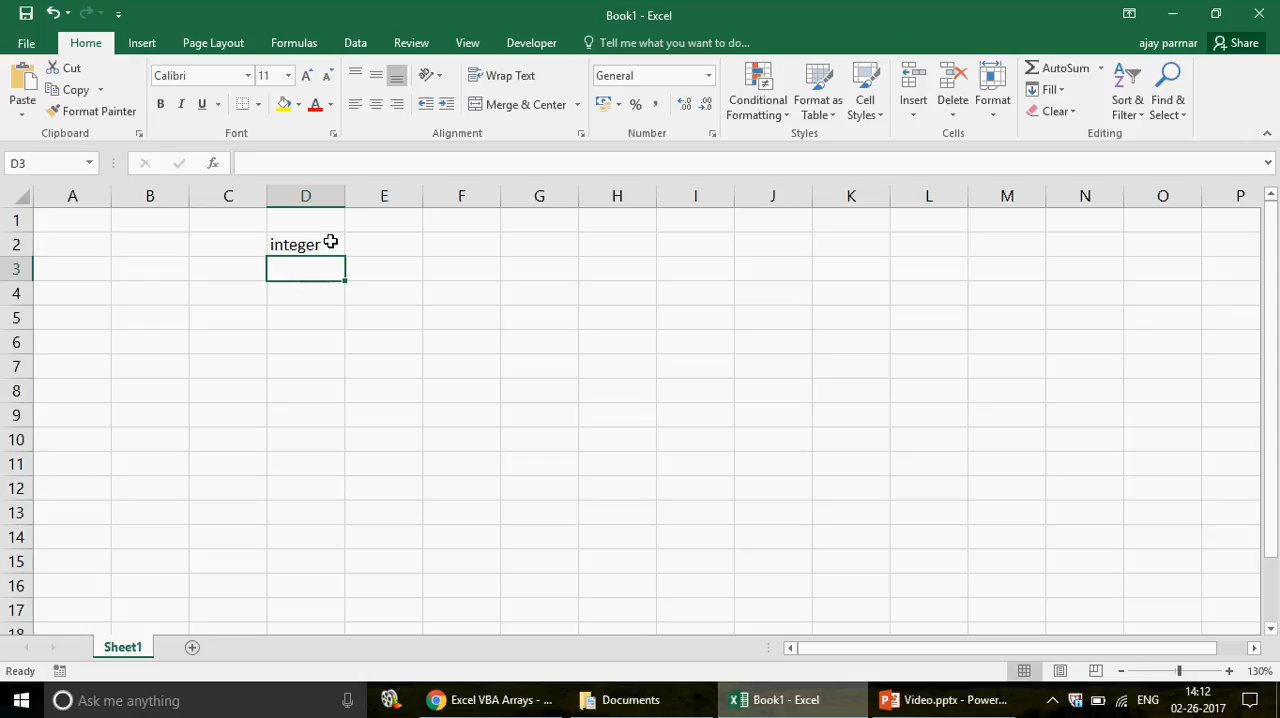 Book1 - Excel
File Home Insert Page Layout Formulas Data Review View Developer Tell me what you want to do... ajay parmar Share
Cut
Copy
Format Painter
Paste
Clipboard
Calibri 11
B I U
Font
Wrap Text
Merge & Center
Alignment
General
%
Number
Conditional Formatting
Format as Table
Cell Styles
Styles
Insert Delete Format
Cells
AutoSum
Fill
Clear
Sort & Filter
Find & Select
Editing
D3 fx
A B C D E F G H I J K L M N O P
1
2 integer
3
4
5
6
7
8
9
10
11
12
13
14
15
16
17
18
Sheet1
Ready 130%
Ask me anything Excel VBA Arrays - ... Documents Book1 - Excel Video.pptx - Power... ENG 14:12
02-26-2017